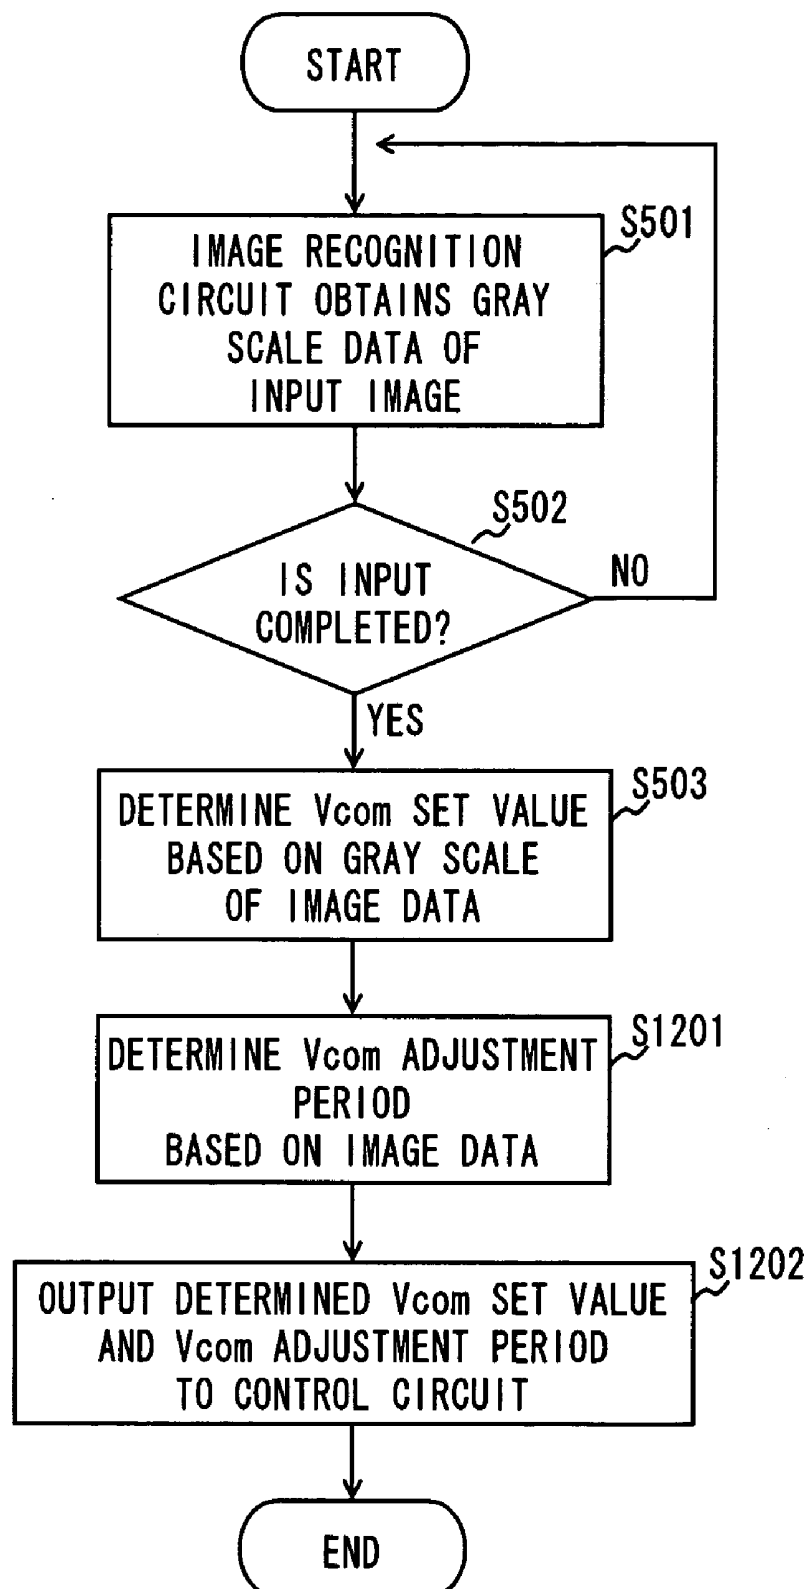 START
S501
IMAGE RECOGNITION
CIRCUIT OBTAINS GRAY
SCALE DATA OF
INPUT IMAGE
S502
IS INPUT
COMPLETED?
NO
YES
S503
DETERMINE Vcom SET VALUE
BASED ON GRAY SCALE
OF IMAGE DATA
S1201
DETERMINE Vcom ADJUSTMENT
PERIOD
BASED ON IMAGE DATA
S1202
OUTPUT DETERMINED Vcom SET VALUE
AND Vcom ADJUSTMENT PERIOD
TO CONTROL CIRCUIT
END